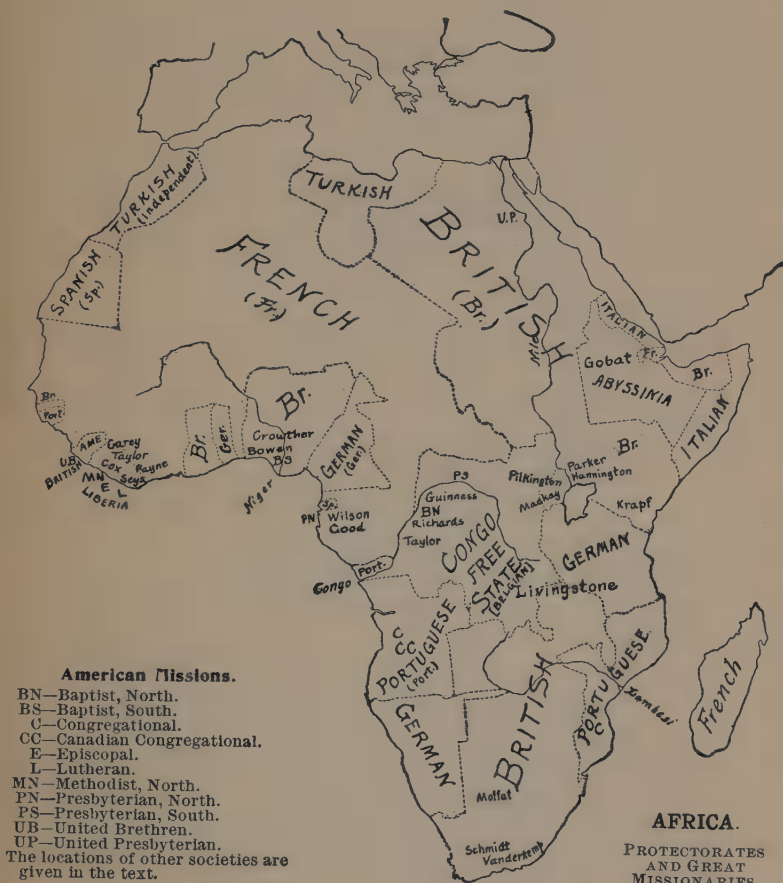 TURKISH
(Independent)
SPANISH
(Sp)
TURKISH
FRENCH
(Fr.)
BRITISH
(Br.)
U.P.
Nile
ITALIAN
Fr.
Gobat
ABYSSINIA
Br.
ITALIAN
Br.
Port.
AME
UB
BRITISH
Carey
Taylor
Cox
Seys
Payne
MN
E
L
LIBERIA
Br.
Ger.
Br.
Crowther
Bowen
BS
Niger
GERMAN
(Ger)
PN
Sp.
Wilson
Good
PS
Guinness
BN
Richards
Taylor
CONGO
FREE
STATE
[BELGIAN]
Pilkington
Mackay
Parker
Hannington
Br.
Krapf
GERMAN
Livingstone
Congo
Port.
C
CC
PORTUGUESE
(Port.)
GERMAN
BRITISH
PORTUGUESE
C
Zambesi
French
Moffat
Schmidt
Vanderkemp
American Missions.
BN—Baptist, North.
BS—Baptist, South.
C—Congregational.
CC—Canadian Congregational.
E—Episcopal.
L—Lutheran.
MN—Methodist, North.
PN—Presbyterian, North.
PS—Presbyterian, South.
UB—United Brethren.
UP—United Presbyterian.
The locations of other societies are
given in the text.
AFRICA.
PROTECTORATES
AND GREAT
MISSIONARIES